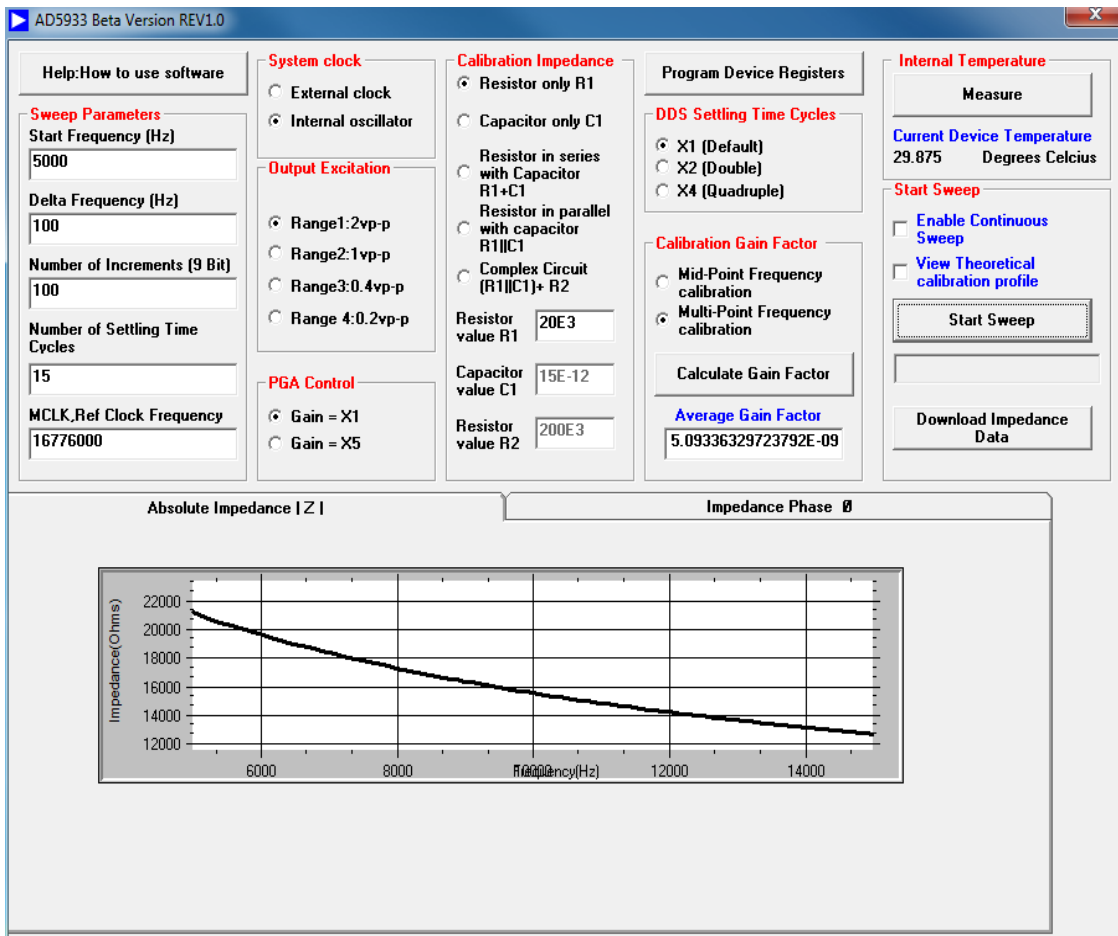 AD5933 Beta Version REV1.0
X
Help:How to use software
Sweep Parameters
Start Frequency (Hz)
5000
Delta Frequency (Hz)
100
Number of Increments (9 Bit)
100
Number of Settling Time
Cycles
15
MCLK,Ref Clock Frequency
16776000
System clock
External clock
Internal oscillator
Output Excitation
Range1:2vp-p
Range2:1vp-p
Range3:0.4vp-p
Range 4:0.2vp-p
PGA Control
Gain = X1
Gain = X5
Calibration Impedance
Resistor only R1
Capacitor only C1
Resistor in series
with Capacitor
R1+C1
Resistor in parallel
with capacitor
R1||C1
Complex Circuit
(R1||C1)+ R2
Resistor
value R1
20E3
Capacitor
value C1
15E-12
Resistor
value R2
200E3
Program Device Registers
DDS Settling Time Cycles
X1 (Default)
X2 (Double)
X4 (Quadruple)
Calibration Gain Factor
Mid-Point Frequency
calibration
Multi-Point Frequency
calibration
Calculate Gain Factor
Average Gain Factor
5.09336329723792E-09
Internal Temperature
Measure
Current Device Temperature
29.875 Degrees Celcius
Start Sweep
Enable Continuous
Sweep
View Theoretical
calibration profile
Start Sweep
Download Impedance
Data
Absolute Impedance |Z|
Impedance Phase Ø
Impedance(Ohms)
22000
20000
18000
16000
14000
12000
6000 8000 10000 12000 14000
Frequency(Hz)